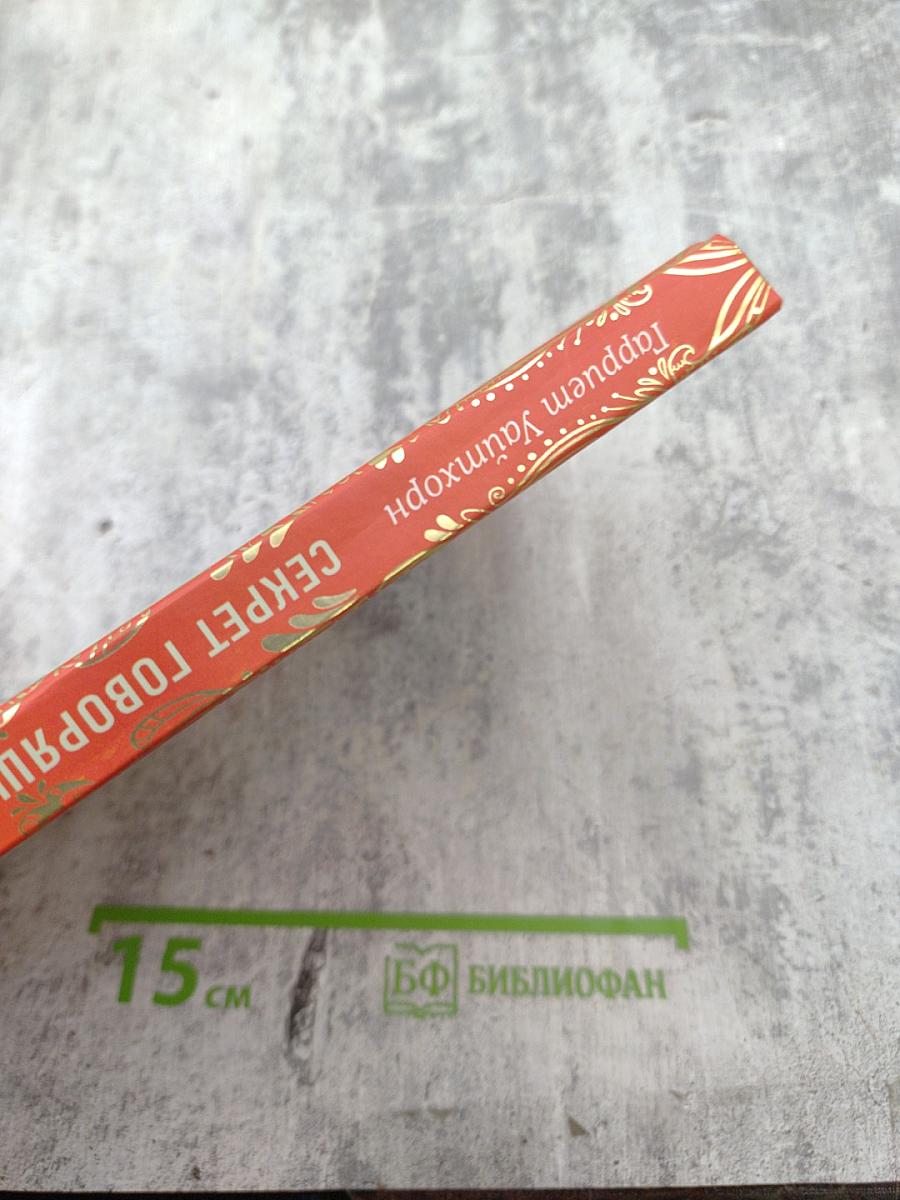 Гарриет Уайтхорн
СЕКРЕТ ГОВОРЯЩ
15 см
БФ БИБЛИОФАН